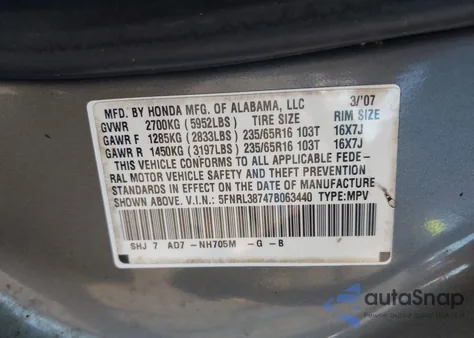 MFD. BY HONDA MFG. OF ALABAMA, LLC 3/'07
GVWR 2700KG (5952LBS) TIRE SIZE RIM SIZE
GAWR F 1285KG (2833LBS) 235/65R16 103T 16X7J
GAWR R 1450KG (3197LBS) 235/65R16 103T 16X7J
THIS VEHICLE CONFORMS TO ALL APPLICABLE FEDE-
RAL MOTOR VEHICLE SAFETY AND THEFT PREVENTION
STANDARDS IN EFFECT ON THE DATE OF MANUFACTURE
SHOWN ABOVE. V.I.N.: 5FNRL38747B063440 TYPE:MPV
SHJ 7 AD7 -NH705M -G -B
autoSnap